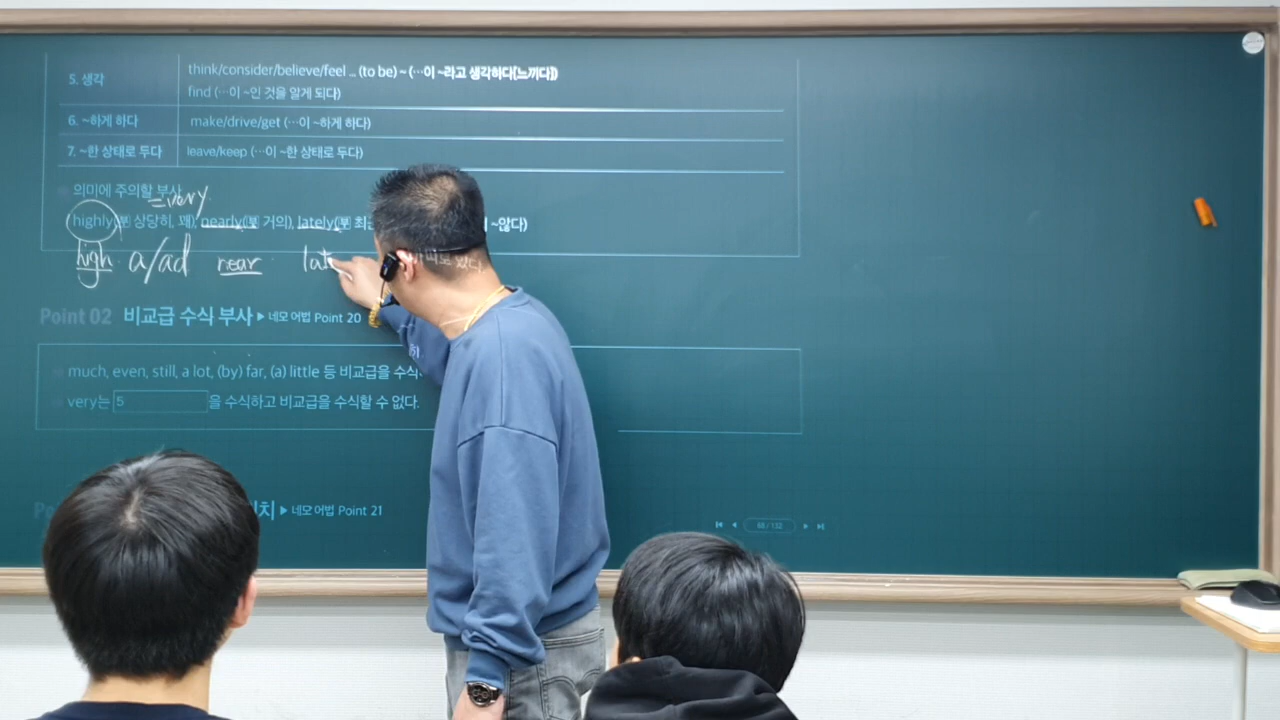 5. 생각
think/consider/believe/feel ... (to be) ~ (…이 ~라고 생각하다[느끼다])
find (…이 ~인 것을 알게 되다)
6. ~하게 하다
make/drive/get (…이 ~하게 하다)
7. ~한 상태로 두다
leave/keep (…이 ~한 상태로 두다)
의미에 주의할 부사
=very
highly(부 상당히, 꽤), nearly(부 거의), lately(부 최근 ~않다)
high a/ad near lat
Point 02 비교급 수식 부사 ▶ 네모 어법 Point 20
much, even, still, a lot, (by) far, (a) little 등 비교급을 수식
very는 5 을 수식하고 비교급을 수식할 수 없다.
치 ▶ 네모 어법 Point 21